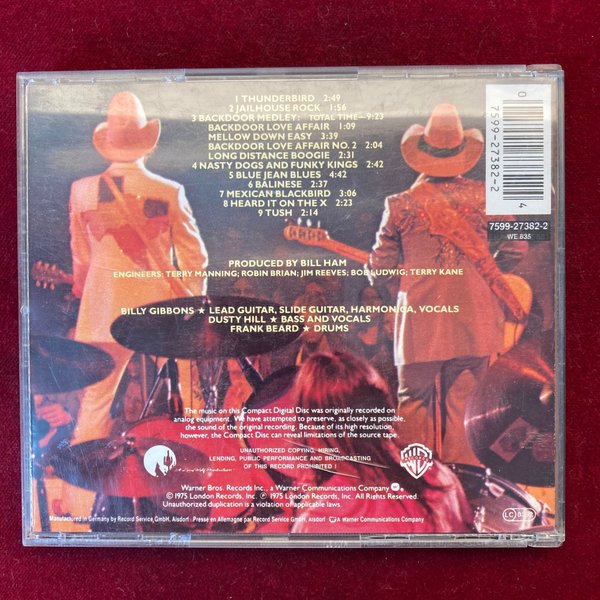 1 THUNDERBIRD 2:49
2 JAILHOUSE ROCK 1:56
3 BACKDOOR MEDLEY: TOTAL TIME—9:23
BACKDOOR LOVE AFFAIR 1:09
MELLOW DOWN EASY 3:39
BACKDOOR LOVE AFFAIR NO. 2 2:04
LONG DISTANCE BOOGIE 2:31
4 NASTY DOGS AND FUNKY KINGS 2:42
5 BLUE JEAN BLUES 4:42
6 BALINESE 2:37
7 MEXICAN BLACKBIRD 3:06
8 HEARD IT ON THE X 2:23
9 TUSH 2:14
0
7599-27382-2
4
7599-27382-2
WE 835
PRODUCED BY BILL HAM
ENGINEERS: TERRY MANNING; ROBIN BRIAN; JIM REEVES; BOB LUDWIG; TERRY KANE
BILLY GIBBONS ★ LEAD GUITAR, SLIDE GUITAR, HARMONICA, VOCALS
DUSTY HILL ★ BASS AND VOCALS
FRANK BEARD ★ DRUMS
The music on this Compact Digital Disc was originally recorded on
analog equipment. We have attempted to preserve, as closely as possible,
the sound of the original recording. Because of its high resolution,
however, the Compact Disc can reveal limitations of the source tape.
UNAUTHORIZED COPYING, HIRING,
LENDING, PUBLIC PERFORMANCE AND BROADCASTING
OF THIS RECORD PROHIBITED !
Warner Bros. Records Inc., a Warner Communications Company
© 1975 London Records, Inc. ℗ 1975 London Records, Inc. All Rights Reserved.
Unauthorized duplication is a violation of applicable laws.
Manufactured in Germany by Record Service GmbH, Alsdorf · Pressé en Allemagne par Record Service GmbH, Alsdorf A Warner Communications Company
LC